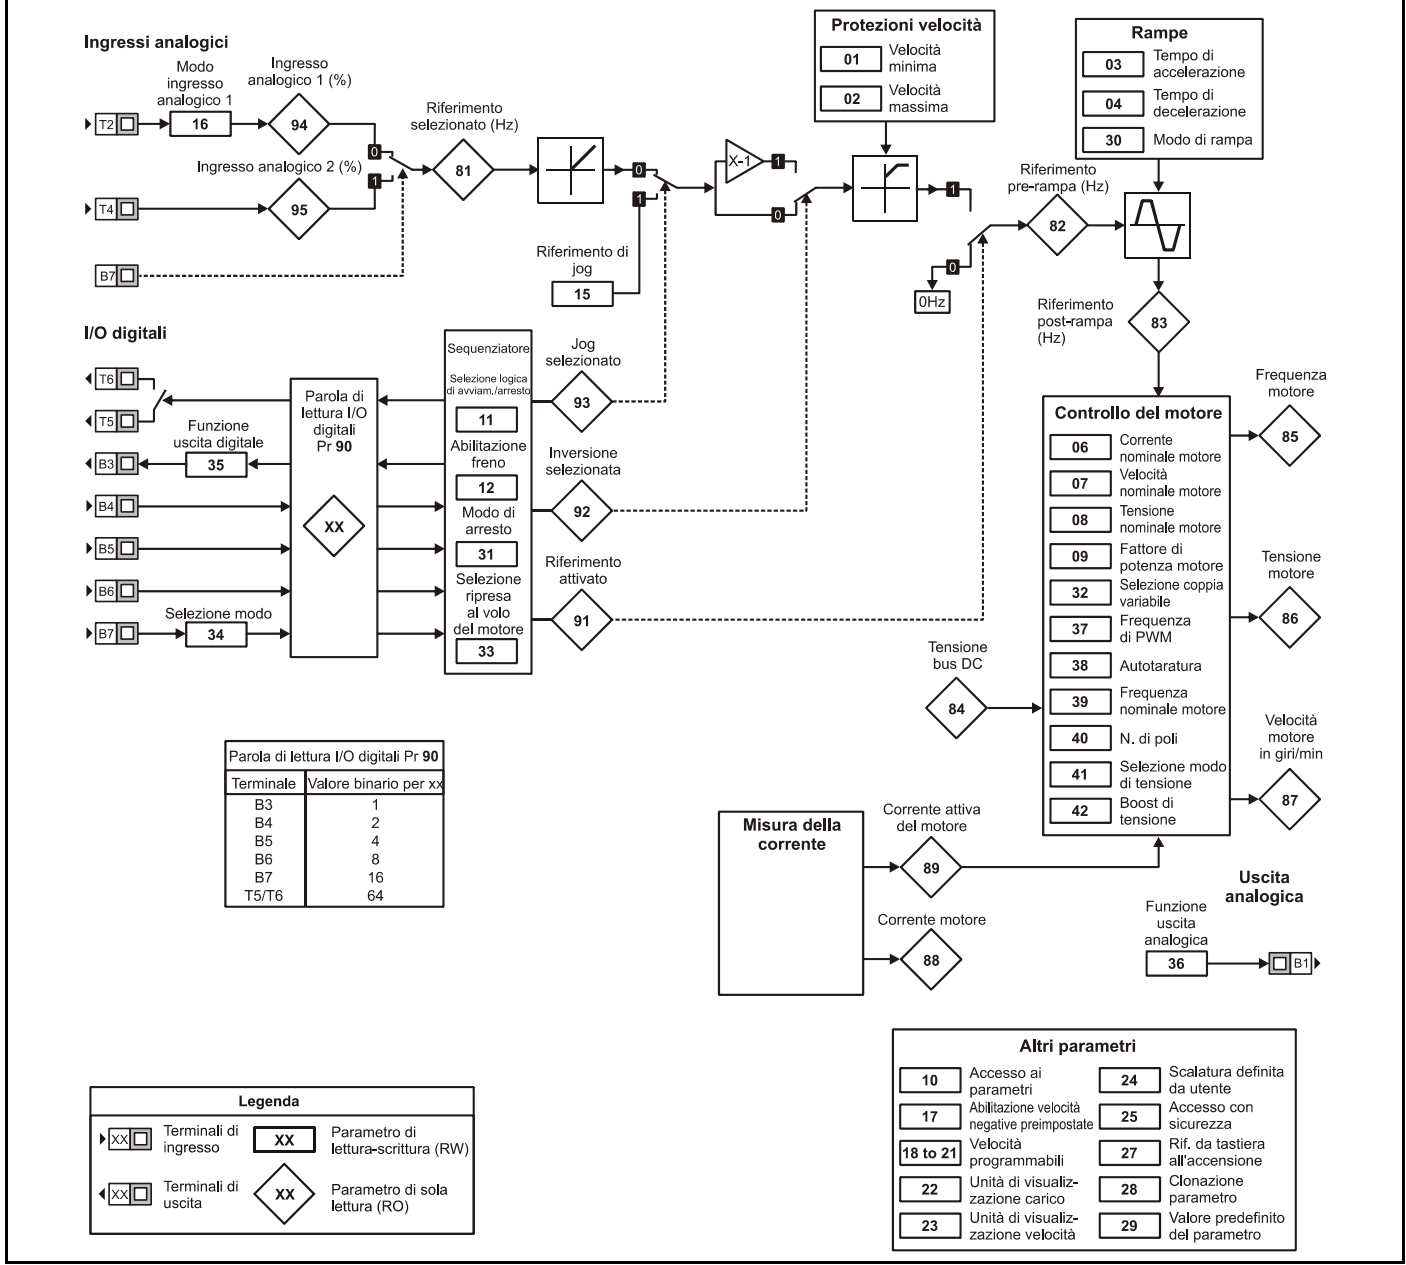 Ingressi analogici
Modo
ingresso
analogico 1
Ingresso
analogico 1 (%)
T2
16
94
0
Ingresso analogico 2 (%)
1
T4
95
B7
Riferimento
selezionato (Hz)
81
0
1
Riferimento di
jog
15
X-1
1
0
Protezioni velocità
01
Velocità
minima
02
Velocità
massima
1
0
0Hz
Riferimento
pre-rampa (Hz)
82
Rampe
03
Tempo di
accelerazione
04
Tempo di
decelerazione
30
Modo di rampa
Riferimento
post-rampa
(Hz)
83
I/O digitali
T6
T5
B3
B4
B5
B6
B7
Funzione
uscita digitale
35
Selezione modo
34
Parola di
lettura I/O
digitali
Pr 90
XX
Sequenziatore
Selezione logica
di avviam,/arresto
11
Abilitazione
freno
12
Modo di
arresto
31
Selezione
ripresa
al volo
del motore
33
Jog
selezionato
93
Inversione
selezionata
92
Riferimento
attivato
91
Controllo del motore
06
Corrente
nominale motore
07
Velocità
nominale motore
08
Tensione
nominale motore
09
Fattore di
potenza motore
32
Selezione coppia
variabile
37
Frequenza
di PWM
38
Autotaratura
39
Frequenza
nominale motore
40
N. di poli
41
Selezione modo
di tensione
42
Boost di
tensione
Frequenza
motore
85
Tensione
motore
86
Velocità
motore
in giri/min
87
Tensione
bus DC
84
Parola di lettura I/O digitali Pr 90
Terminale Valore binario per xx
B3 1
B4 2
B5 4
B6 8
B7 16
T5/T6 64
Misura della
corrente
Corrente attiva
del motore
89
Corrente motore
88
Uscita
analogica
Funzione
uscita
analogica
36
B1
Altri parametri
10
Accesso ai
parametri
17
Abilitazione velocità
negative preimpostate
18 to 21
Velocità
programmabili
22
Unità di visualiz-
zazione carico
23
Unità di visualiz-
zazione velocità
24
Scalatura definita
da utente
25
Accesso con
sicurezza
27
Rif. da tastiera
all'accensione
28
Clonazione
parametro
29
Valore predefinito
del parametro
Legenda
XX
Terminali di
ingresso
XX
Parametro di
lettura-scrittura (RW)
XX
Terminali di
uscita
XX
Parametro di sola
lettura (RO)